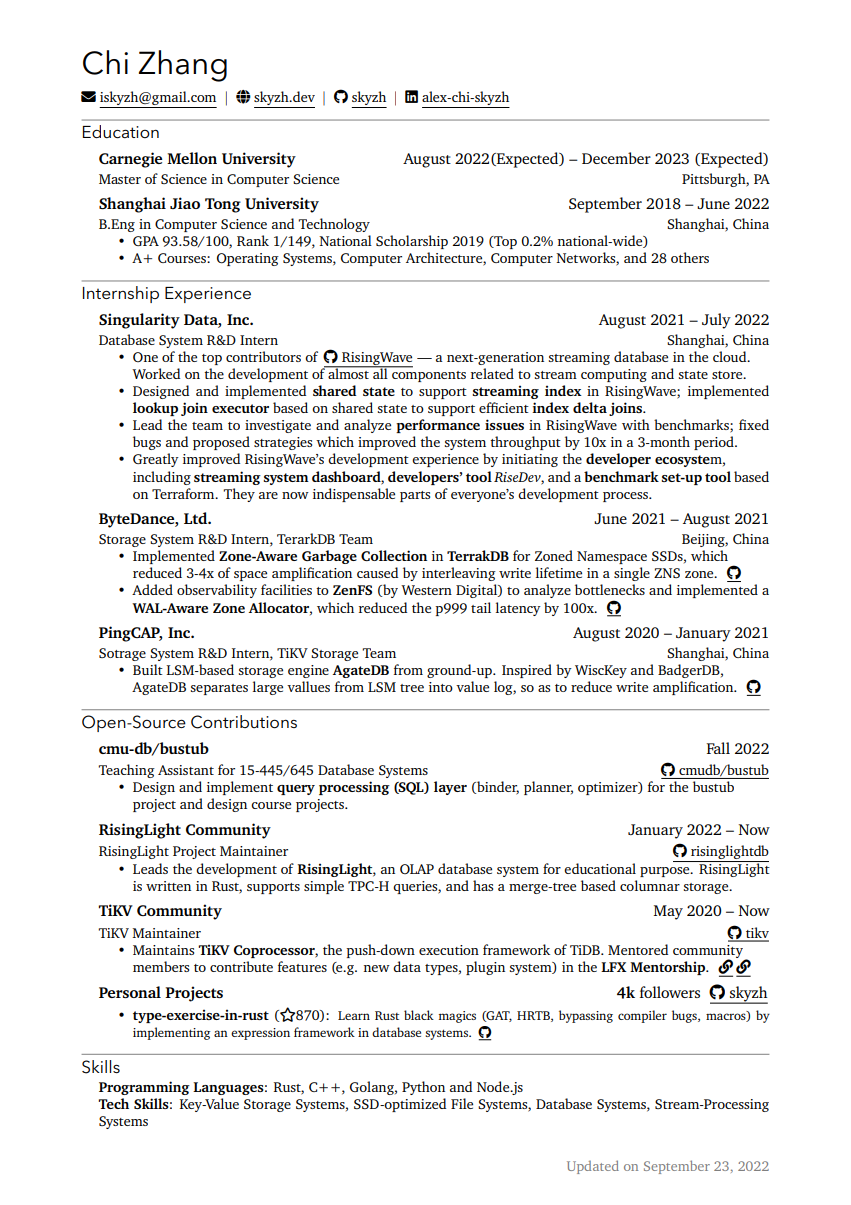 Chi Zhang
iskyzh@gmail.com | skyzh.dev | skyzh | alex-chi-skyzh
Education
Carnegie Mellon University August 2022(Expected) – December 2023 (Expected)
Master of Science in Computer Science Pittsburgh, PA
Shanghai Jiao Tong University September 2018 – June 2022
B.Eng in Computer Science and Technology Shanghai, China
• GPA 93.58/100, Rank 1/149, National Scholarship 2019 (Top 0.2% national-wide)
• A+ Courses: Operating Systems, Computer Architecture, Computer Networks, and 28 others
Internship Experience
Singularity Data, Inc. August 2021 – July 2022
Database System R&D Intern Shanghai, China
• One of the top contributors of RisingWave — a next-generation streaming database in the cloud.
Worked on the development of almost all components related to stream computing and state store.
• Designed and implemented shared state to support streaming index in RisingWave; implemented
lookup join executor based on shared state to support efficient index delta joins.
• Lead the team to investigate and analyze performance issues in RisingWave with benchmarks; fixed
bugs and proposed strategies which improved the system throughput by 10x in a 3-month period.
• Greatly improved RisingWave's development experience by initiating the developer ecosystem,
including streaming system dashboard, developers' tool RiseDev, and a benchmark set-up tool based
on Terraform. They are now indispensable parts of everyone's development process.
ByteDance, Ltd. June 2021 – August 2021
Storage System R&D Intern, TerarkDB Team Beijing, China
• Implemented Zone-Aware Garbage Collection in TerrakDB for Zoned Namespace SSDs, which
reduced 3-4x of space amplification caused by interleaving write lifetime in a single ZNS zone.
• Added observability facilities to ZenFS (by Western Digital) to analyze bottlenecks and implemented a
WAL-Aware Zone Allocator, which reduced the p999 tail latency by 100x.
PingCAP, Inc. August 2020 – January 2021
Sotrage System R&D Intern, TiKV Storage Team Shanghai, China
• Built LSM-based storage engine AgateDB from ground-up. Inspired by WiscKey and BadgerDB,
AgateDB separates large vallues from LSM tree into value log, so as to reduce write amplification.
Open-Source Contributions
cmu-db/bustub Fall 2022
Teaching Assistant for 15-445/645 Database Systems cmudb/bustub
• Design and implement query processing (SQL) layer (binder, planner, optimizer) for the bustub
project and design course projects.
RisingLight Community January 2022 – Now
RisingLight Project Maintainer risinglightdb
• Leads the development of RisingLight, an OLAP database system for educational purpose. RisingLight
is written in Rust, supports simple TPC-H queries, and has a merge-tree based columnar storage.
TiKV Community May 2020 – Now
TiKV Maintainer tikv
• Maintains TiKV Coprocessor, the push-down execution framework of TiDB. Mentored community
members to contribute features (e.g. new data types, plugin system) in the LFX Mentorship.
Personal Projects 4k followers skyzh
• type-exercise-in-rust (☆870): Learn Rust black magics (GAT, HRTB, bypassing compiler bugs, macros) by
implementing an expression framework in database systems.
Skills
Programming Languages: Rust, C++, Golang, Python and Node.js
Tech Skills: Key-Value Storage Systems, SSD-optimized File Systems, Database Systems, Stream-Processing
Systems
Updated on September 23, 2022